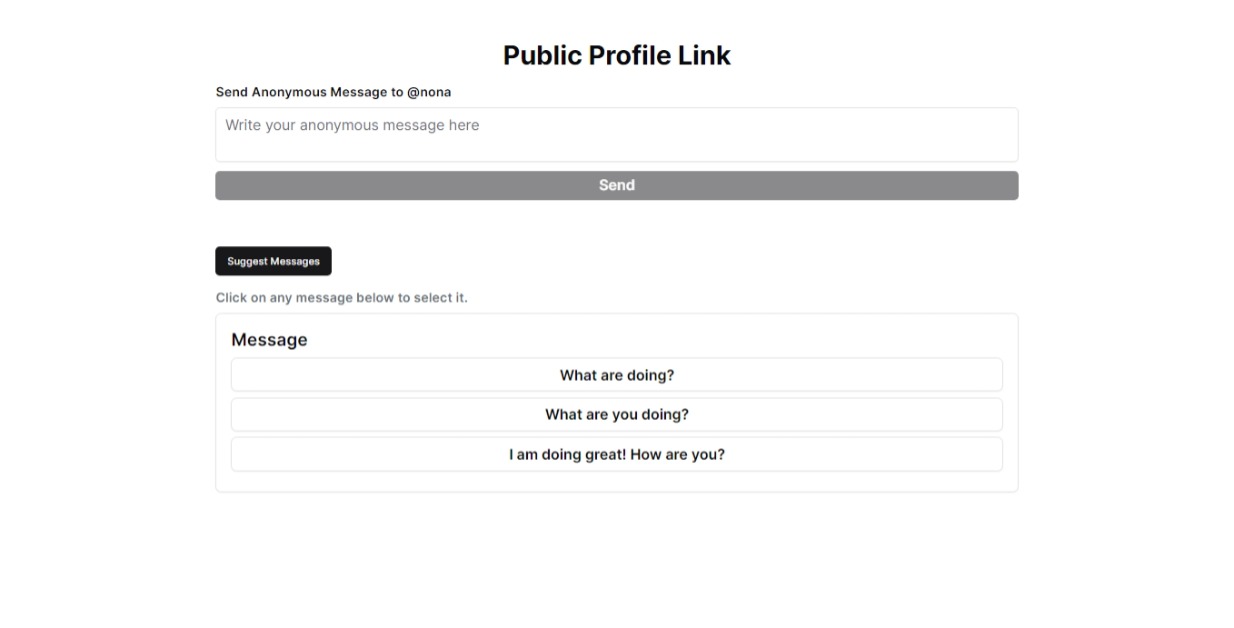 Public Profile Link
Send Anonymous Message to @nona
Write your anonymous message here
Send
Suggest Messages
Click on any message below to select it.
Message
What are doing?
What are you doing?
I am doing great! How are you?